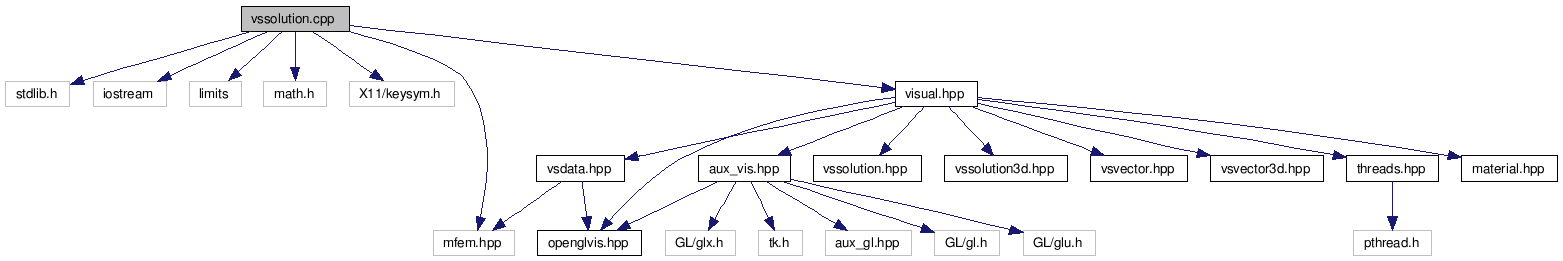 vssolution.cpp
stdlib.h
iostream
limits
math.h
X11/keysym.h
visual.hpp
vsdata.hpp
aux_vis.hpp
vssolution.hpp
vssolution3d.hpp
vsvector.hpp
vsvector3d.hpp
threads.hpp
material.hpp
mfem.hpp
openglvis.hpp
GL/glx.h
tk.h
aux_gl.hpp
GL/gl.h
GL/glu.h
pthread.h